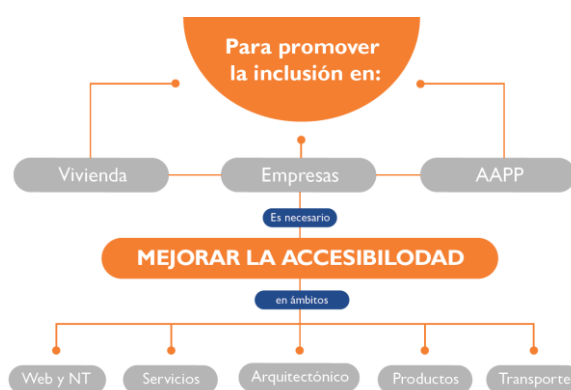 Para promover
la inclusión en:
Vivienda
Empresas
AAPP
Es necesario
MEJORAR LA ACCESIBILODAD
en ámbitos
Web y NT
Servicios
Arquitectónico
Productos
Transporte